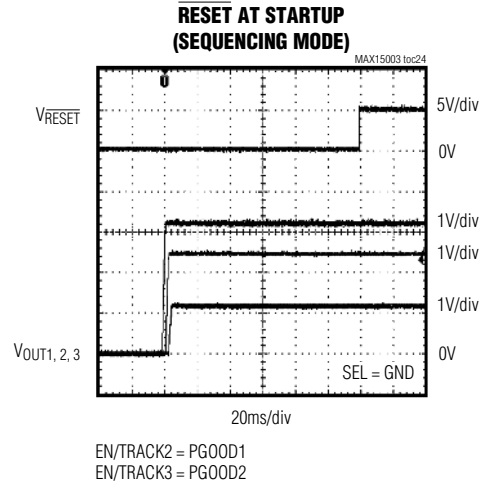 RESET AT STARTUP
(SEQUENCING MODE)
MAX15003 toc24
VRESET
5V/div
0V
1V/div
1V/div
1V/div
VOUT1, 2, 3
0V
SEL = GND
20ms/div
EN/TRACK2 = PGOOD1
EN/TRACK3 = PGOOD2